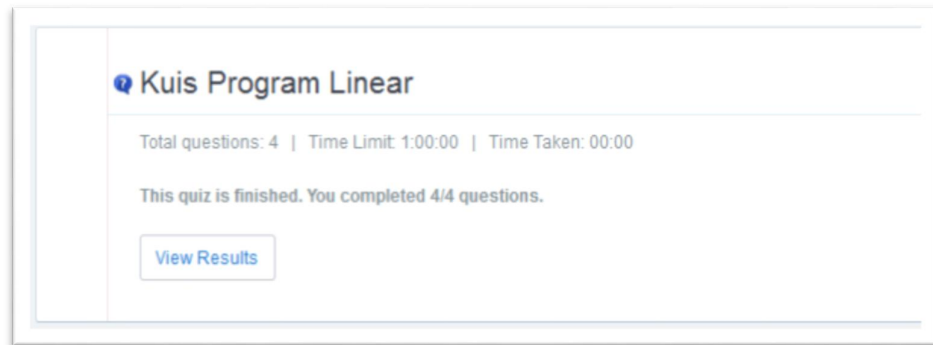 Kuis Program Linear
Total questions: 4 | Time Limit: 1:00:00 | Time Taken: 00:00
This quiz is finished. You completed 4/4 questions.
View Results